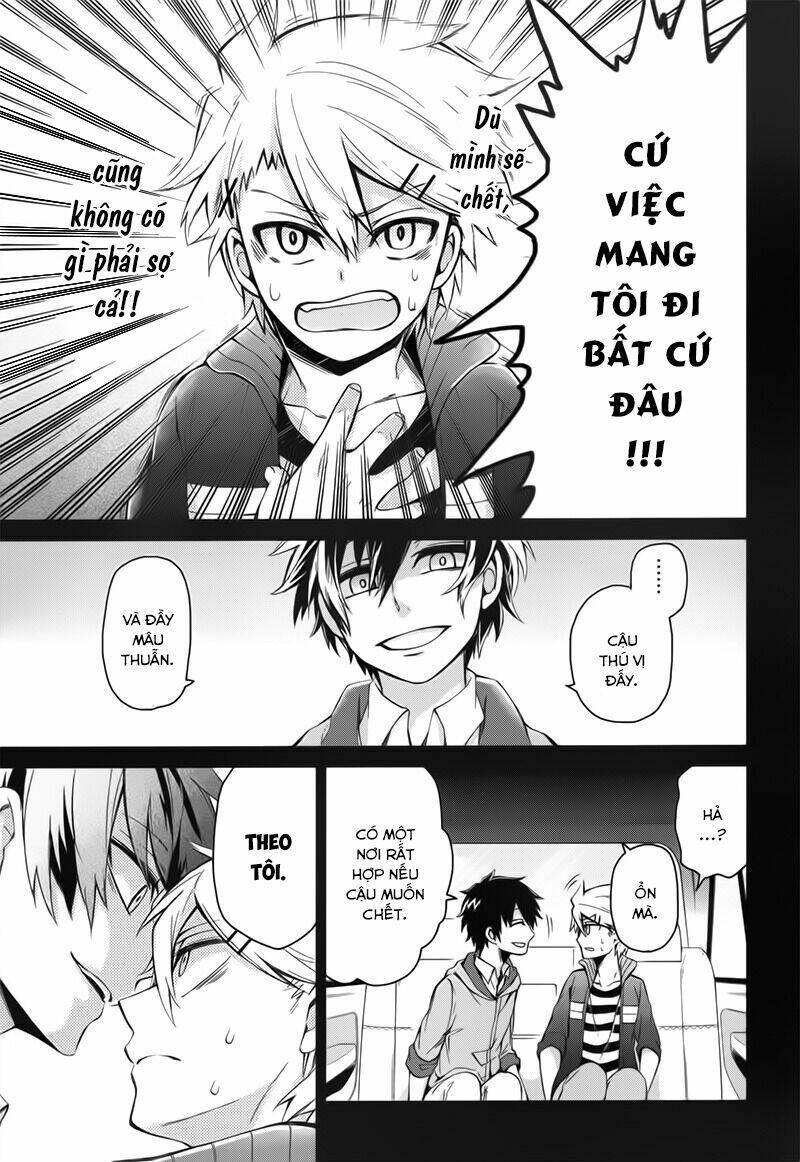 CỨ
VIỆC
MANG
TÔI ĐI
BẤT CỨ
ĐÂU
!!!
Dù
mình sẽ
chết,
cũng
không có
gì phải sợ
cả!!
......
CẬU
THÚ VỊ
ĐẤY.
VÀ ĐẦY
MÂU
THUẪN.
HẢ
...?
ỔN
MÀ.
CÓ MỘT
NƠI RẤT
HỢP NẾU
CẬU MUỐN
CHẾT.
THEO
TÔI.